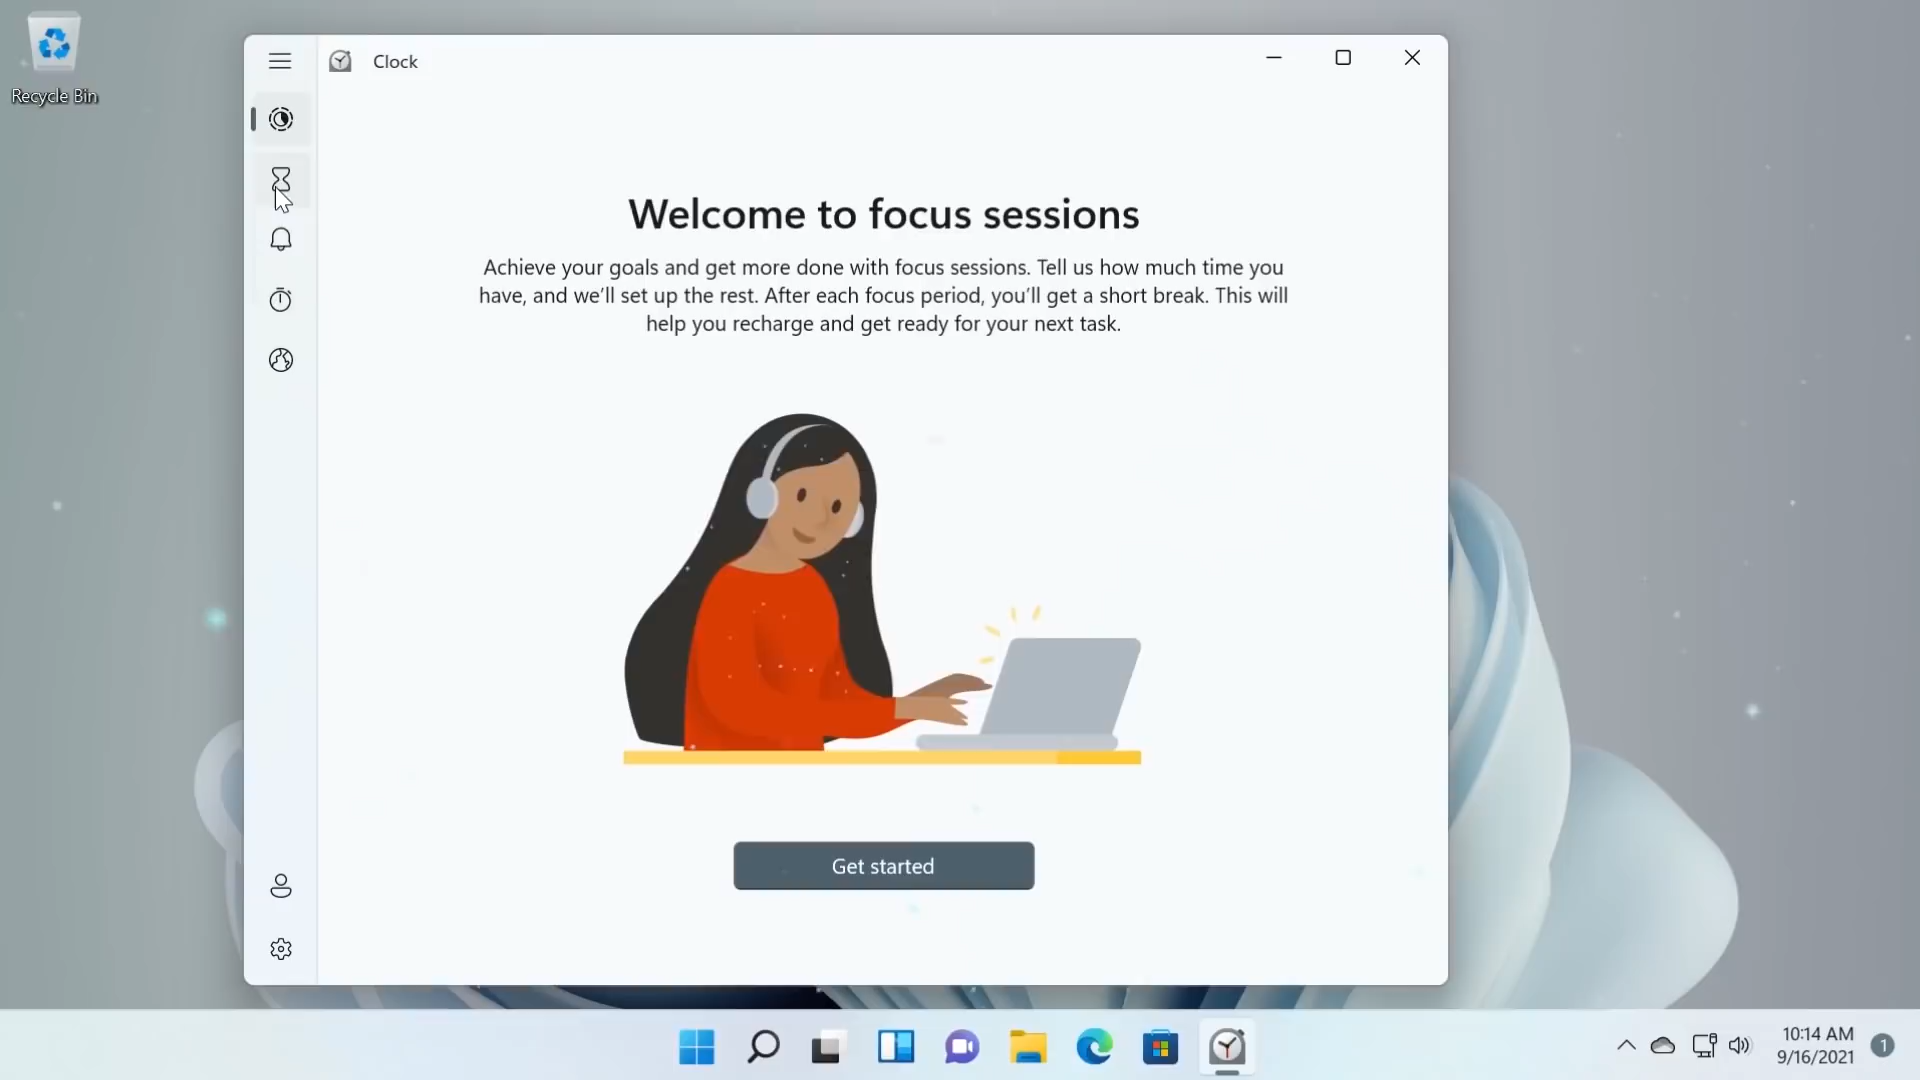 Recycle Bin
Clock
Welcome to focus sessions
Achieve your goals and get more done with focus sessions. Tell us how much time you
have, and we’ll set up the rest. After each focus period, you’ll get a short break. This will
help you recharge and get ready for your next task.
Get started
10:14 AM
9/16/2021
1